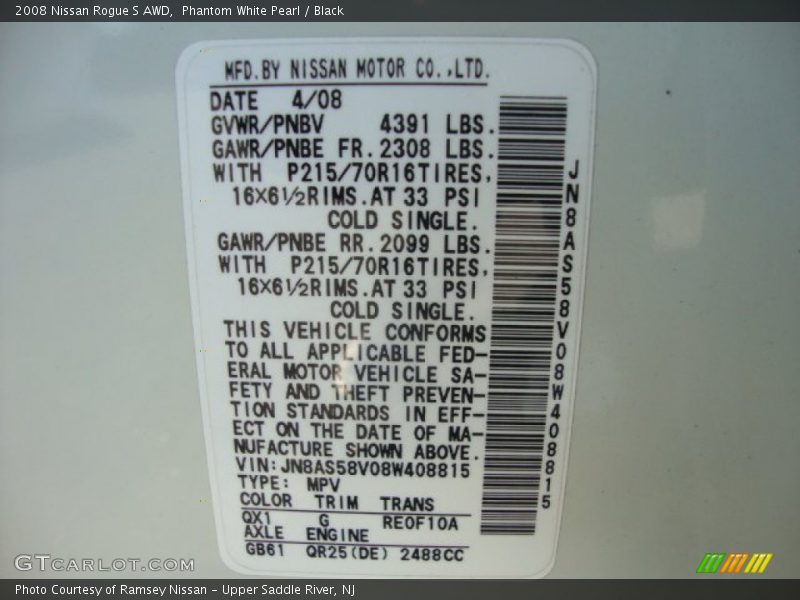 2008 Nissan Rogue S AWD,  Phantom White Pearl / Black
MFD.BY NISSAN MOTOR CO.,LTD.
DATE 4/08
GVWR/PNBV 4391 LBS.
GAWR/PNBE FR.2308 LBS.
WITH P215/70R16TIRES,
16X6½RIMS.AT 33 PSI
COLD SINGLE.
GAWR/PNBE RR.2099 LBS.
WITH P215/70R16TIRES,
16X6½RIMS.AT 33 PSI
COLD SINGLE.
THIS VEHICLE CONFORMS
TO ALL APPLICABLE FED-
ERAL MOTOR VEHICLE SA-
FETY AND THEFT PREVEN-
TION STANDARDS IN EFF-
ECT ON THE DATE OF MA-
NUFACTURE SHOWN ABOVE.
VIN:JN8AS58V08W408815
TYPE: MPV
COLOR TRIM TRANS
QX1 G RE0F10A
AXLE ENGINE
GB61 QR25(DE) 2488CC
JN8AS58V08W408815
GTCARLOT.COM
Photo Courtesy of Ramsey Nissan - Upper Saddle River, NJ